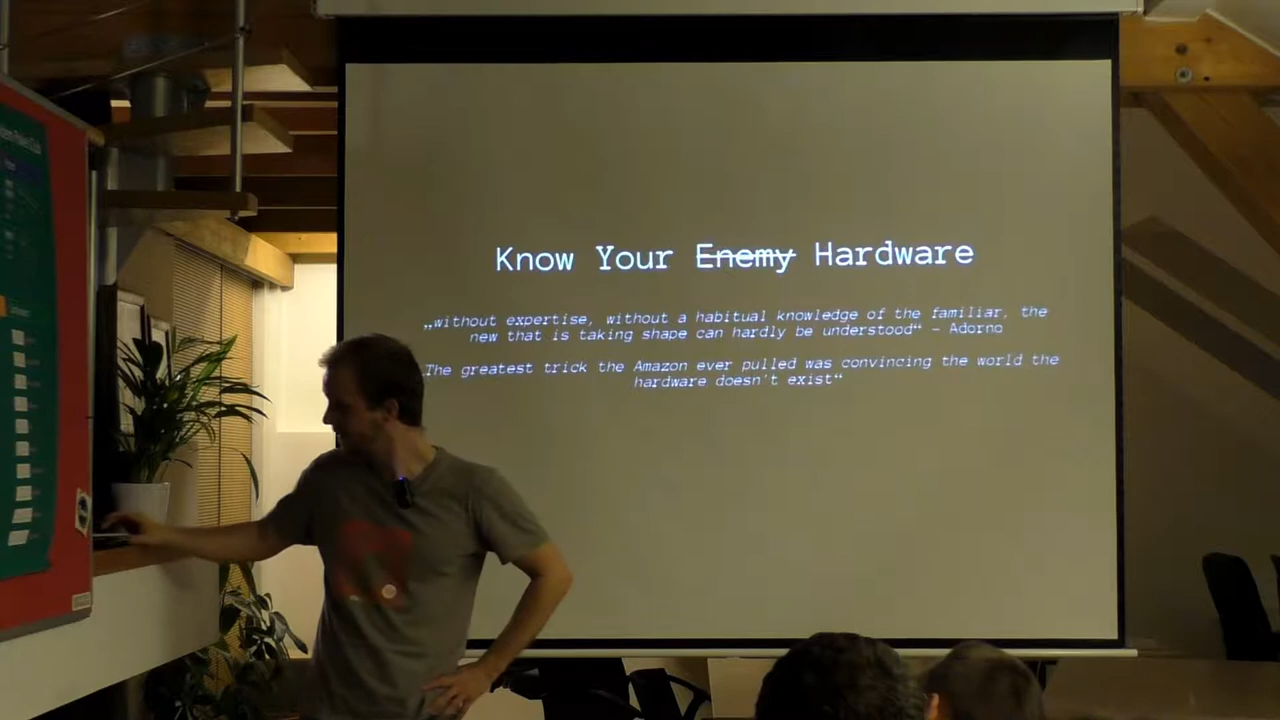 Know Your Enemy Hardware
„without expertise, without a habitual knowledge of the familiar, the
new that is taking shape can hardly be understood“ – Adorno
The greatest trick the Amazon ever pulled was convincing the world the
hardware doesn't exist“